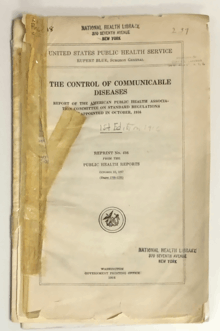 NATIONAL HEALTH LIBRARY
370 SEVENTH AVENUE
NEW YORK
UNITED STATES PUBLIC HEALTH SERVICE
RUPERT BLUE, Surgeon General
THE CONTROL OF COMMUNICABLE
DISEASES
REPORT OF THE AMERICAN PUBLIC HEALTH ASSOCIA-
TION COMMITTEE ON STANDARD REGULATIONS
APPOINTED IN OCTOBER, 1916
REPRINT No.
FROM THE
PUBLIC HEALTH REPORTS
NATIONAL HEALTH LIBRARY
370 SEVENTH AVENUE
NEW YORK
WASHINGTON
GOVERNMENT PRINTING OFFICE